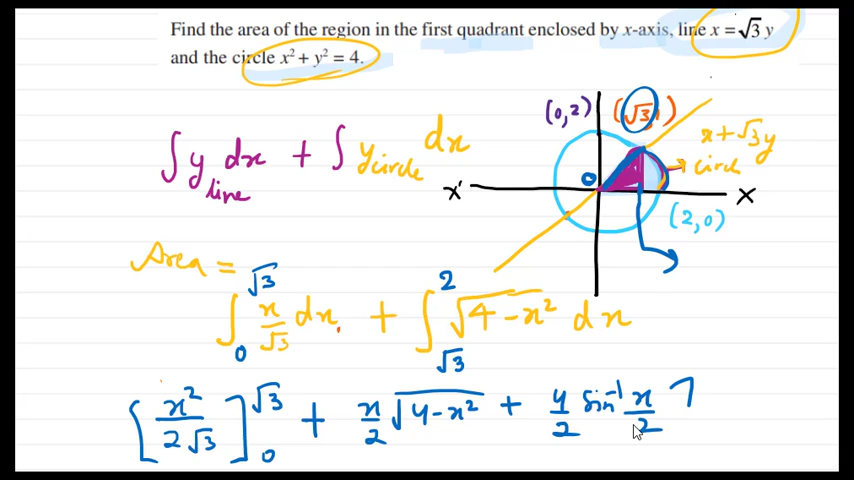 Find the area of the region in the first quadrant enclosed by x-axis, line x = √3 y
and the circle x² + y² = 4.
(0, 2)
(√3, 1)
∫ y line dx + ∫ y circle dx
x + √3y
circle
0
x'
X
(2, 0)
Area =
∫₀^√3 x/√3 dx + ∫_√3^2 √(4 - x²) dx
[x²/2√3]₀^√3 + x/2 √(4 - x²) + 4/2 sin⁻¹ x/2 ]